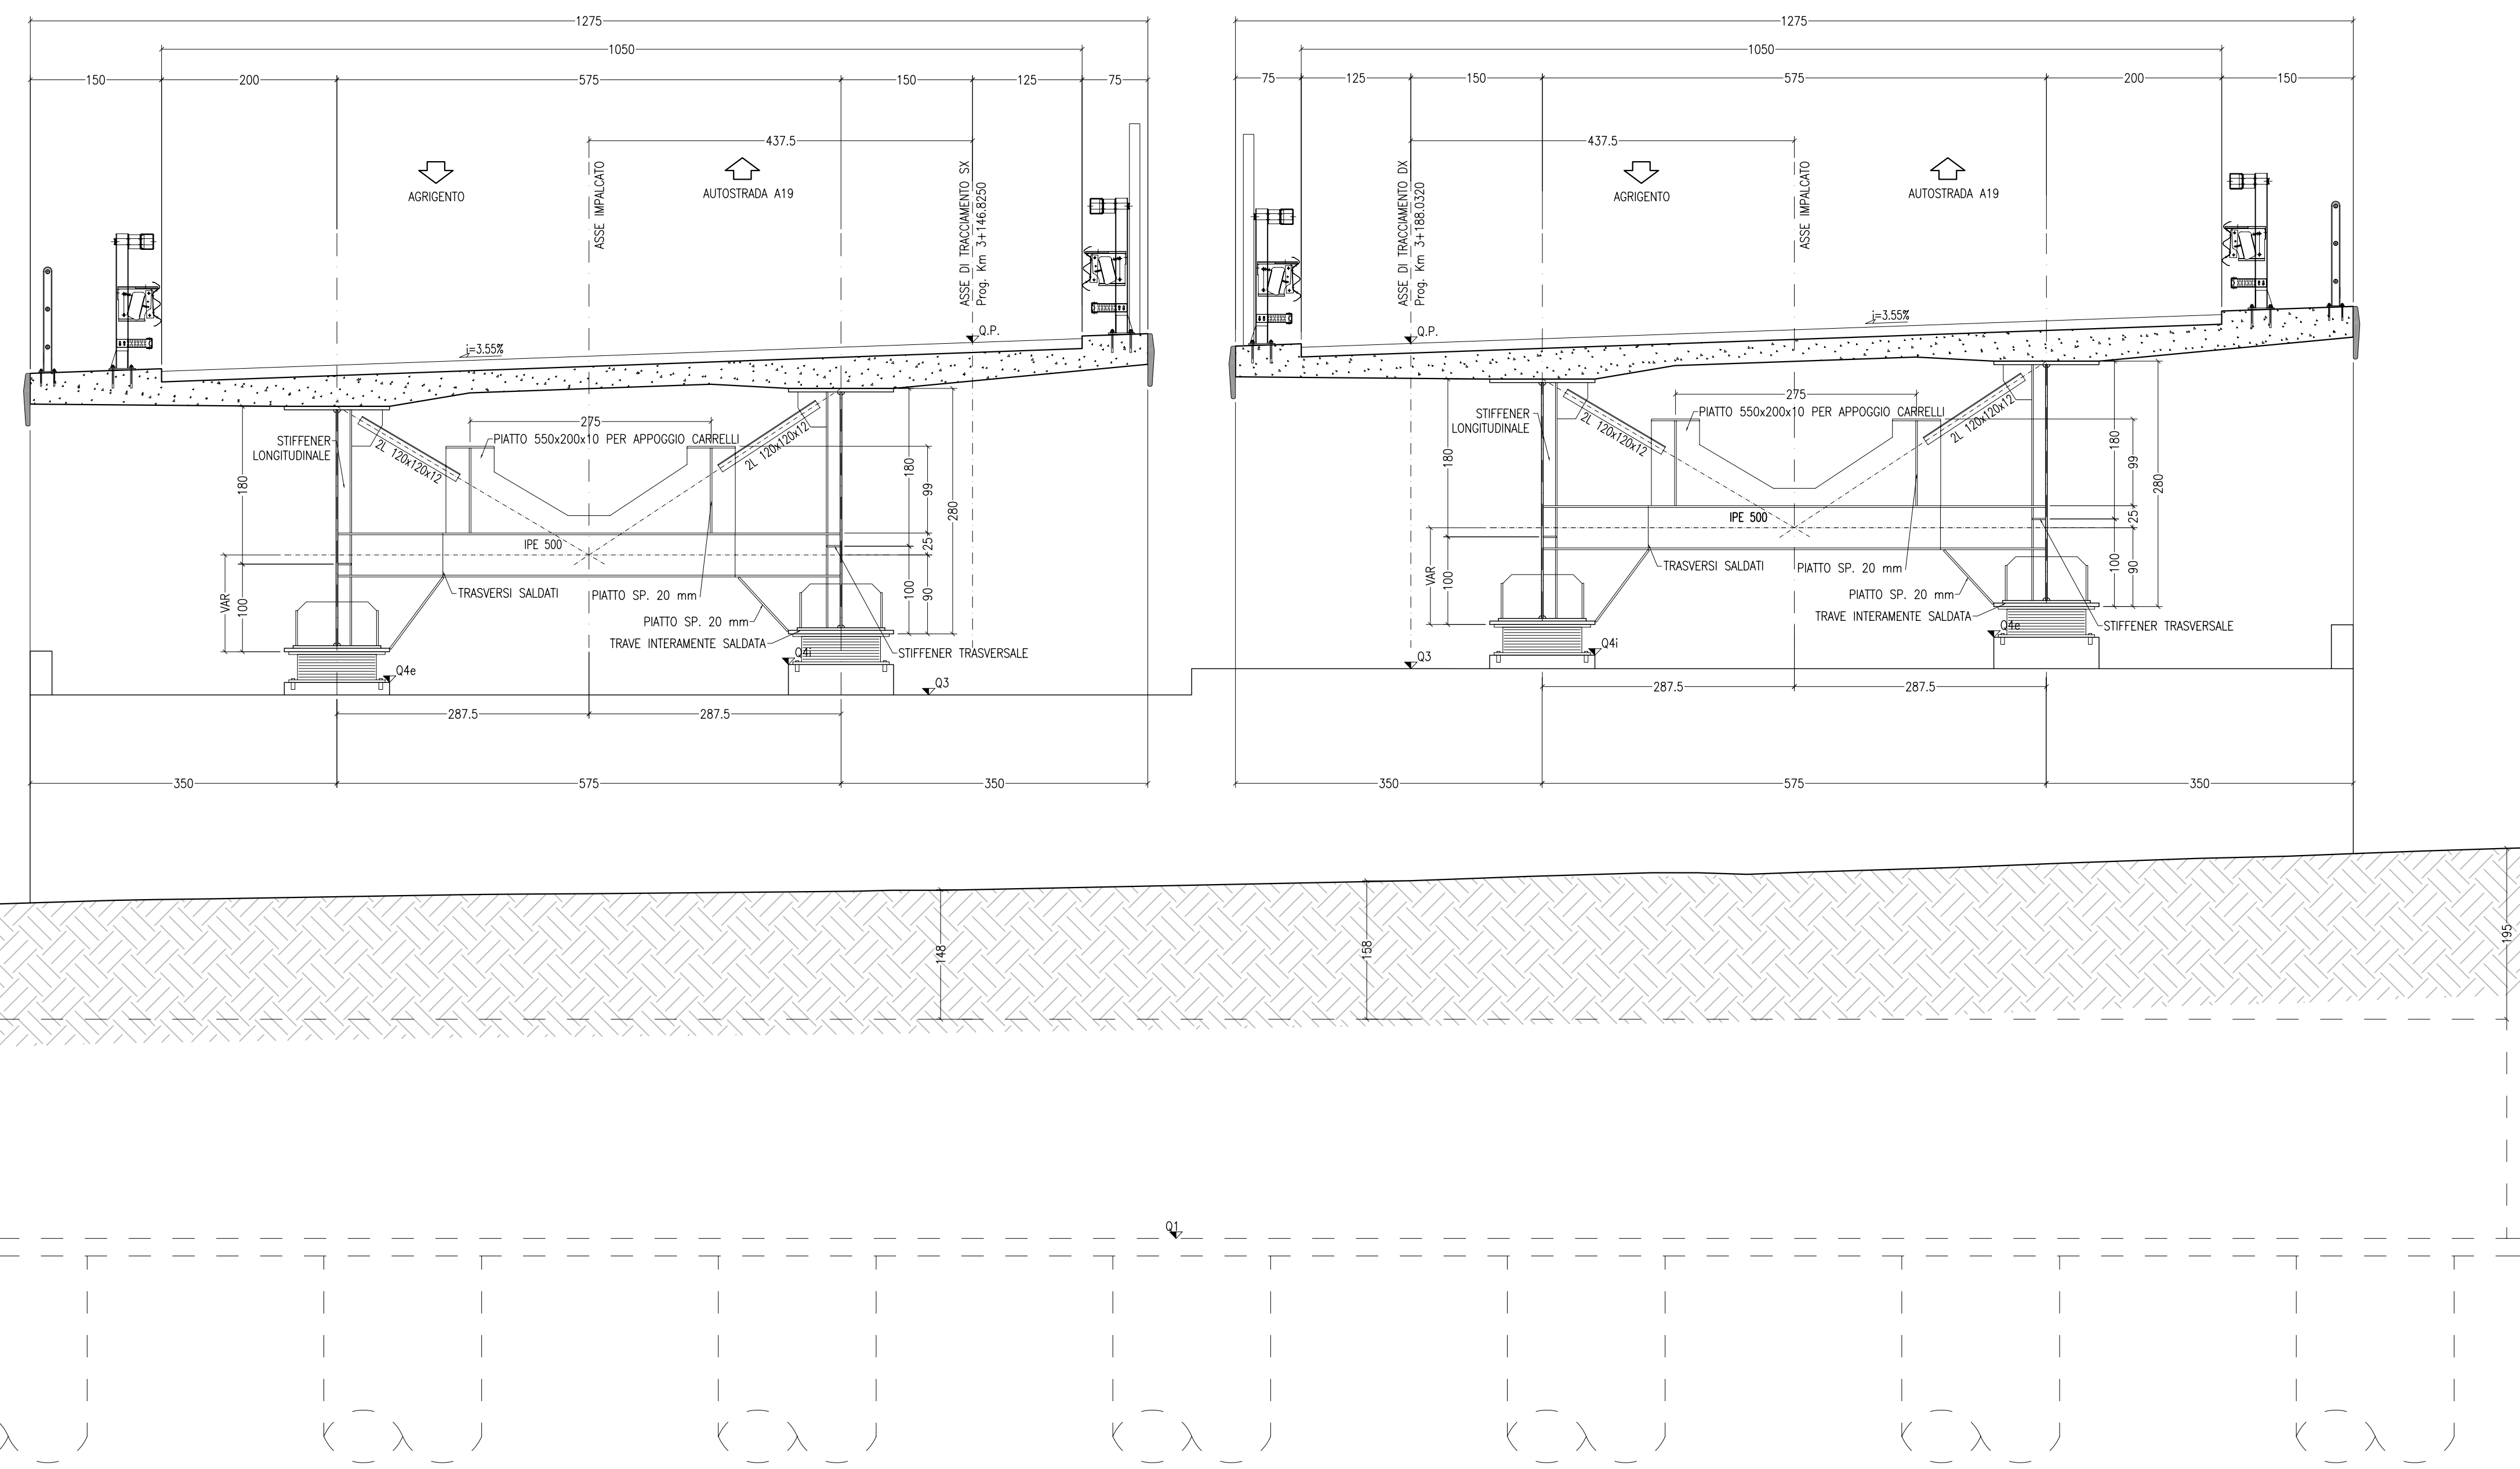 1275
1275
1050
1050
150
200
575
150
125
75
75
125
150
575
200
150
437.5
437.5
AGRIGENTO
ASSE IMPALCATO
AUTOSTRADA A19
ASSE DI TRACCIAMENTO SX
Prog. Km 3+146.8250
ASSE DI TRACCIAMENTO DX
Prog. Km 3+188.0320
AGRIGENTO
ASSE IMPALCATO
AUTOSTRADA A19
i=3.55%
Q.P.
Q.P.
i=3.55%
275
PIATTO 550x200x10 PER APPOGGIO CARRELLI
STIFFENER
LONGITUDINALE
2L 120x120x12
2L 120x120x12
180
180
99
280
IPE 500
25
VAR
100
100
90
TRASVERSI SALDATI
PIATTO SP. 20 mm
PIATTO SP. 20 mm
TRAVE INTERAMENTE SALDATA
STIFFENER TRASVERSALE
Q4e
Q4i
Q3
287.5
287.5
350
575
350
275
PIATTO 550x200x10 PER APPOGGIO CARRELLI
STIFFENER
LONGITUDINALE
2L 120x120x12
2L 120x120x12
180
180
99
280
IPE 500
25
VAR
100
100
90
TRASVERSI SALDATI
PIATTO SP. 20 mm
PIATTO SP. 20 mm
TRAVE INTERAMENTE SALDATA
STIFFENER TRASVERSALE
Q4e
Q4i
Q3
287.5
287.5
350
575
350
148
158
195
Q1